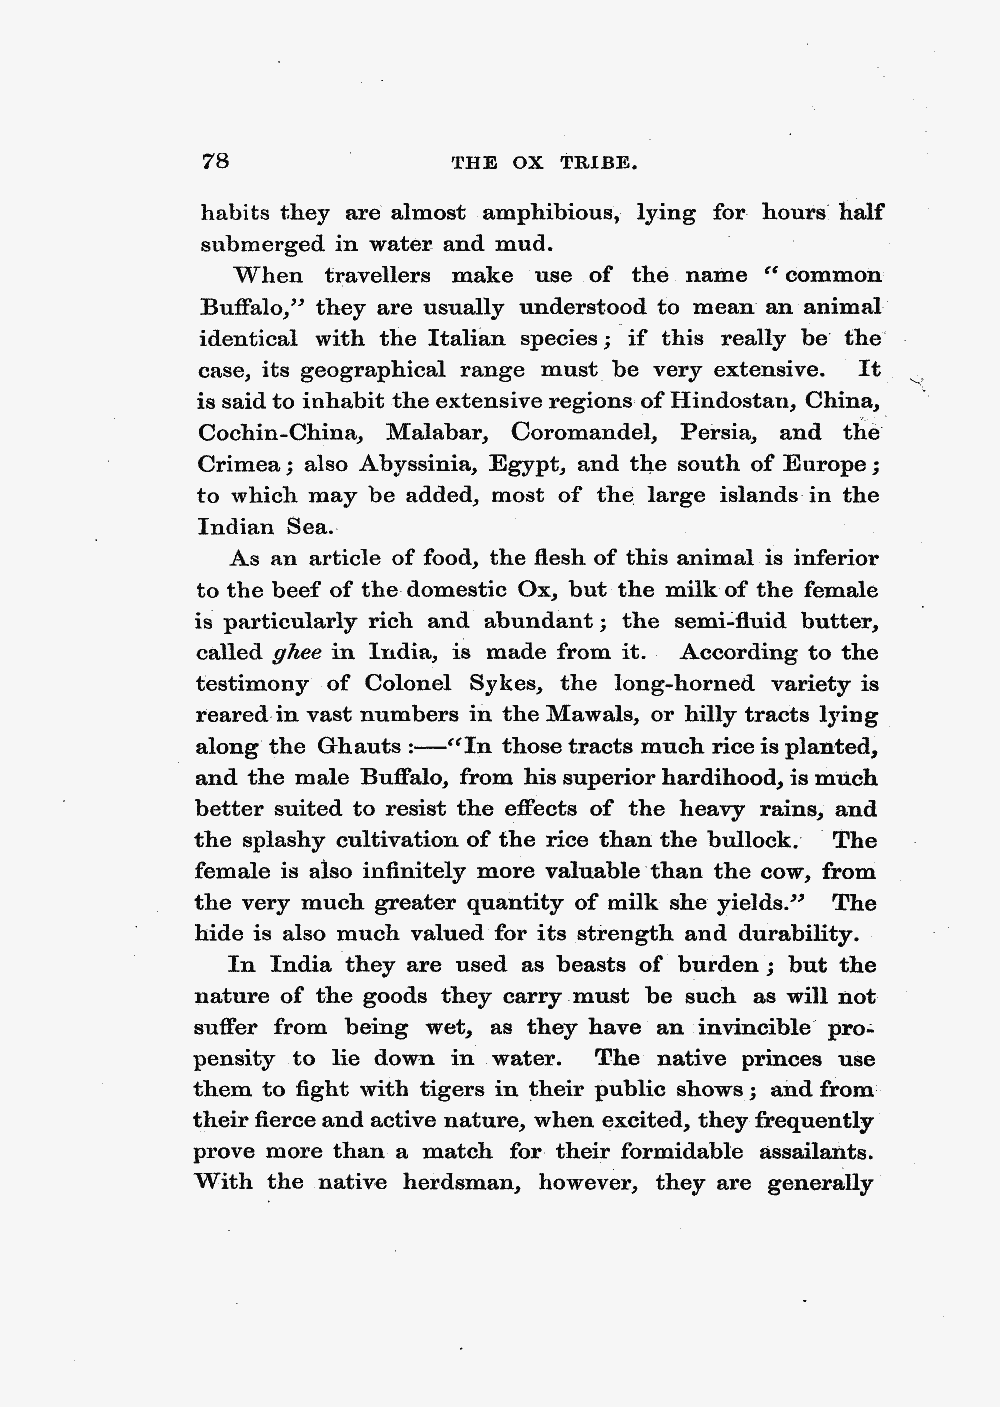 78 THE OX TRIBE.
habits they are almost amphibious, lying for hours half
submerged in water and mud.
When travellers make use of the name “common
Buffalo,” they are usually understood to mean an animal
identical with the Italian species; if this really be the
case, its geographical range must be very extensive. It
is said to inhabit the extensive regions of Hindostan, China,
Cochin-China, Malabar, Coromandel, Persia, and the
Crimea; also Abyssinia, Egypt, and the south of Europe;
to which may be added, most of the large islands in the
Indian Sea.
As an article of food, the flesh of this animal is inferior
to the beef of the domestic Ox, but the milk of the female
is particularly rich and abundant; the semi-fluid butter,
called ghee in India, is made from it. According to the
testimony of Colonel Sykes, the long-horned variety is
reared in vast numbers in the Mawals, or hilly tracts lying
along the Ghauts:—“In those tracts much rice is planted,
and the male Buffalo, from his superior hardihood, is much
better suited to resist the effects of the heavy rains, and
the splashy cultivation of the rice than the bullock. The
female is also infinitely more valuable than the cow, from
the very much greater quantity of milk she yields.” The
hide is also much valued for its strength and durability.
In India they are used as beasts of burden; but the
nature of the goods they carry must be such as will not
suffer from being wet, as they have an invincible pro-
pensity to lie down in water. The native princes use
them to fight with tigers in their public shows; and from
their fierce and active nature, when excited, they frequently
prove more than a match for their formidable assailants.
With the native herdsman, however, they are generally